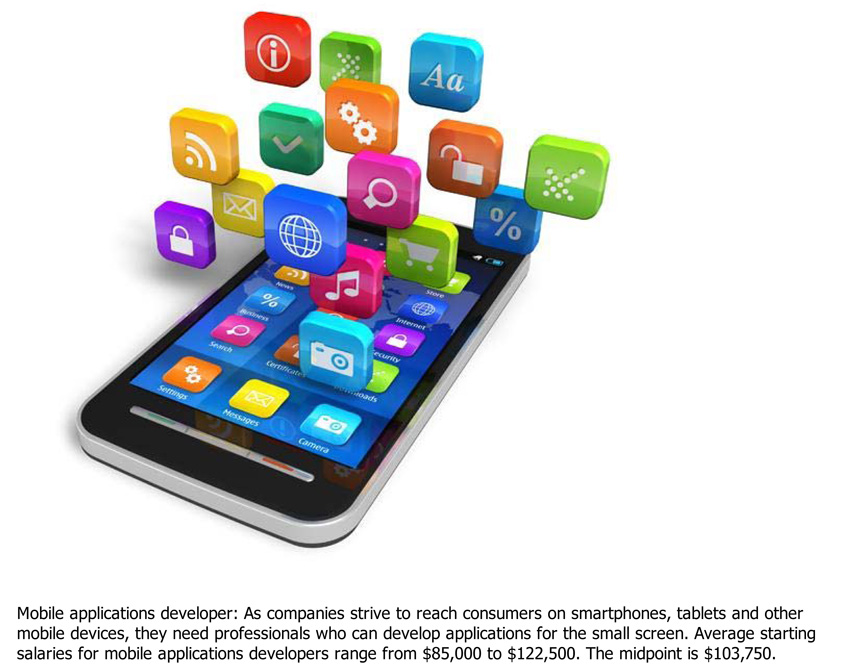 Aa
%
News
Store
%
Business
Internet
Search
Certificates
Settings
Messages
Camera
Mobile applications developer: As companies strive to reach consumers on smartphones, tablets and other
mobile devices, they need professionals who can develop applications for the small screen. Average starting
salaries for mobile applications developers range from $85,000 to $122,500. The midpoint is $103,750.